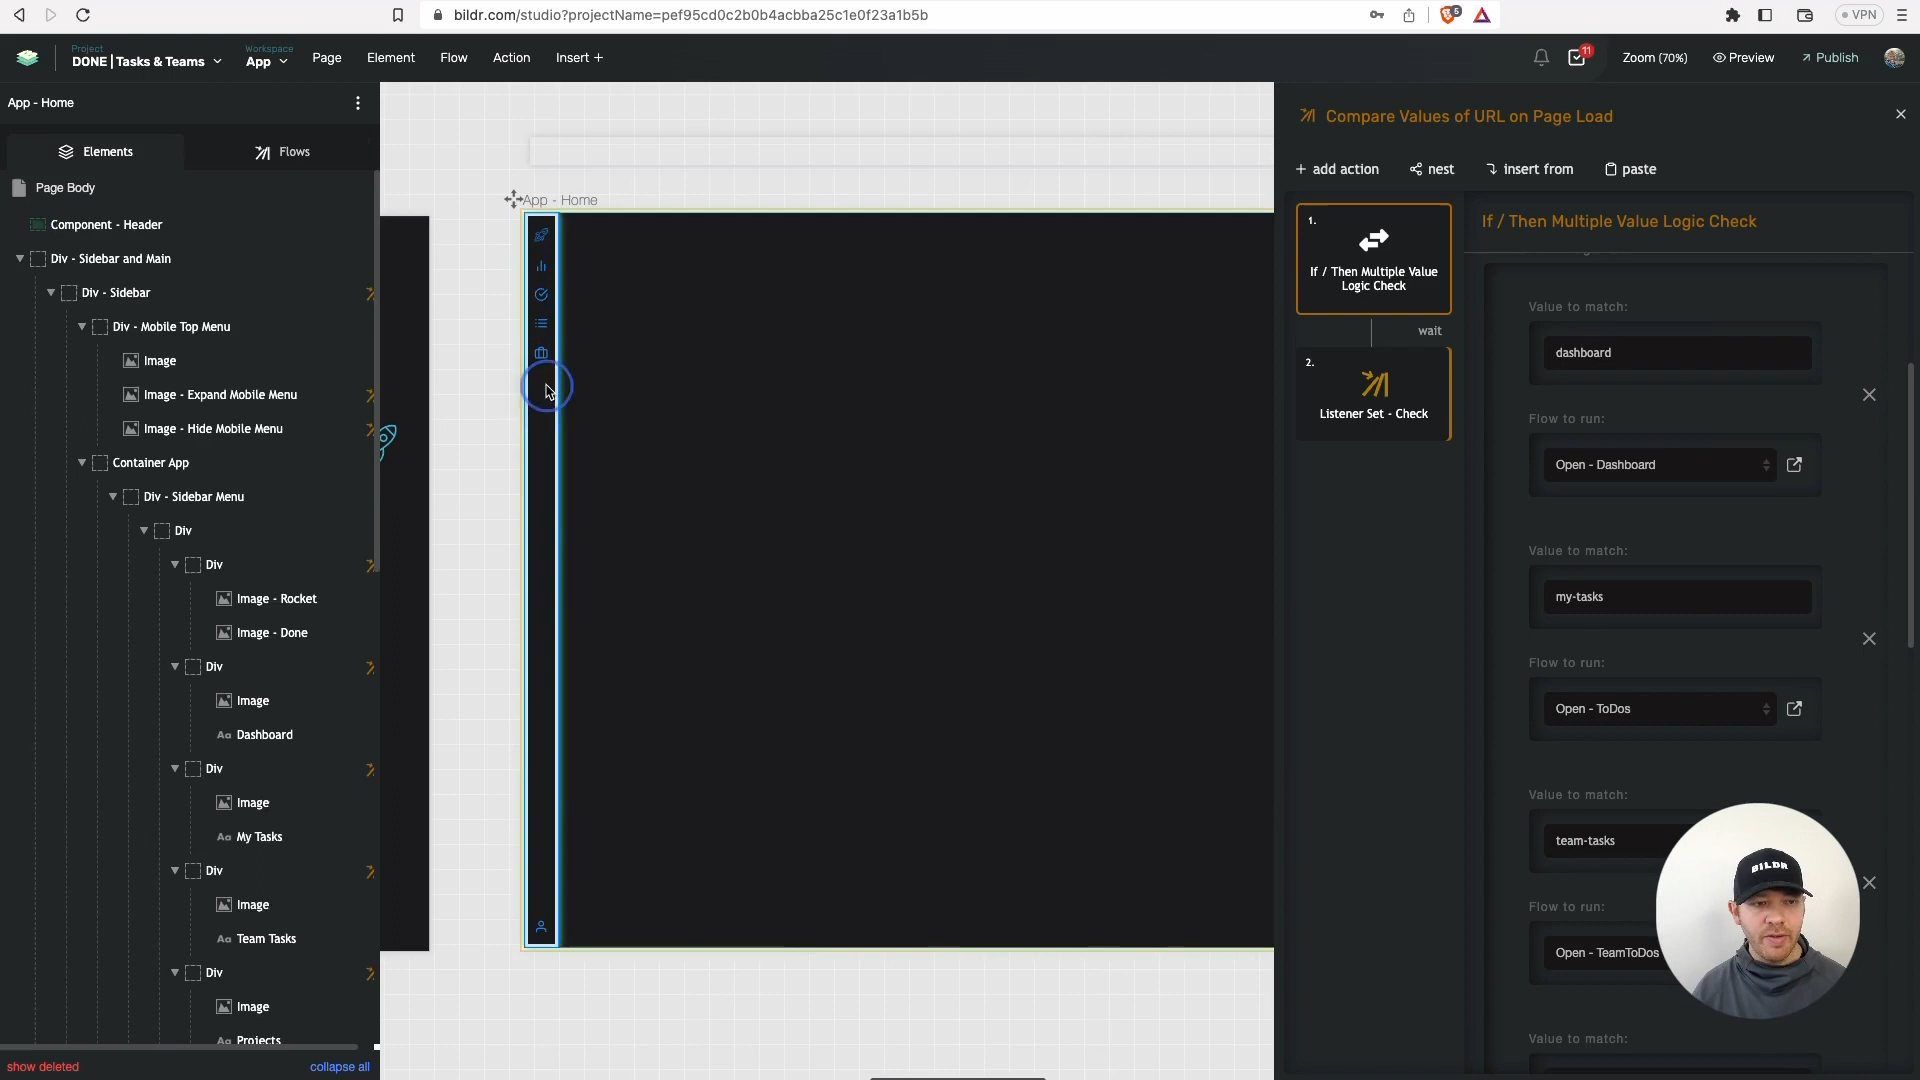 bildr.com/studio?projectName=pef95cd0c2b0b4acbba25c1e0f23a1b5b
5
VPN
Project
DONE | Tasks & Teams
Workspace
App
Page
Element
Flow
Action
Insert +
11
Zoom (70%)
Preview
Publish
App - Home
Elements
Flows
Page Body
Component - Header
Div - Sidebar and Main
Div - Sidebar
Div - Mobile Top Menu
Image
Image - Expand Mobile Menu
Image - Hide Mobile Menu
Container App
Div - Sidebar Menu
Div
Div
Image - Rocket
Image - Done
Div
Image
Aa Dashboard
Div
Image
Aa My Tasks
Div
Image
Aa Team Tasks
Div
Image
Aa Projects
show deleted
collapse all
App - Home
Compare Values of URL on Page Load
+ add action
nest
insert from
paste
1.
If / Then Multiple Value
Logic Check
wait
2.
Listener Set - Check
If / Then Multiple Value Logic Check
Value to match:
dashboard
Flow to run:
Open - Dashboard
Value to match:
my-tasks
Flow to run:
Open - ToDos
Value to match:
team-tasks
Flow to run:
Open - TeamToDos
Value to match:
BILDR